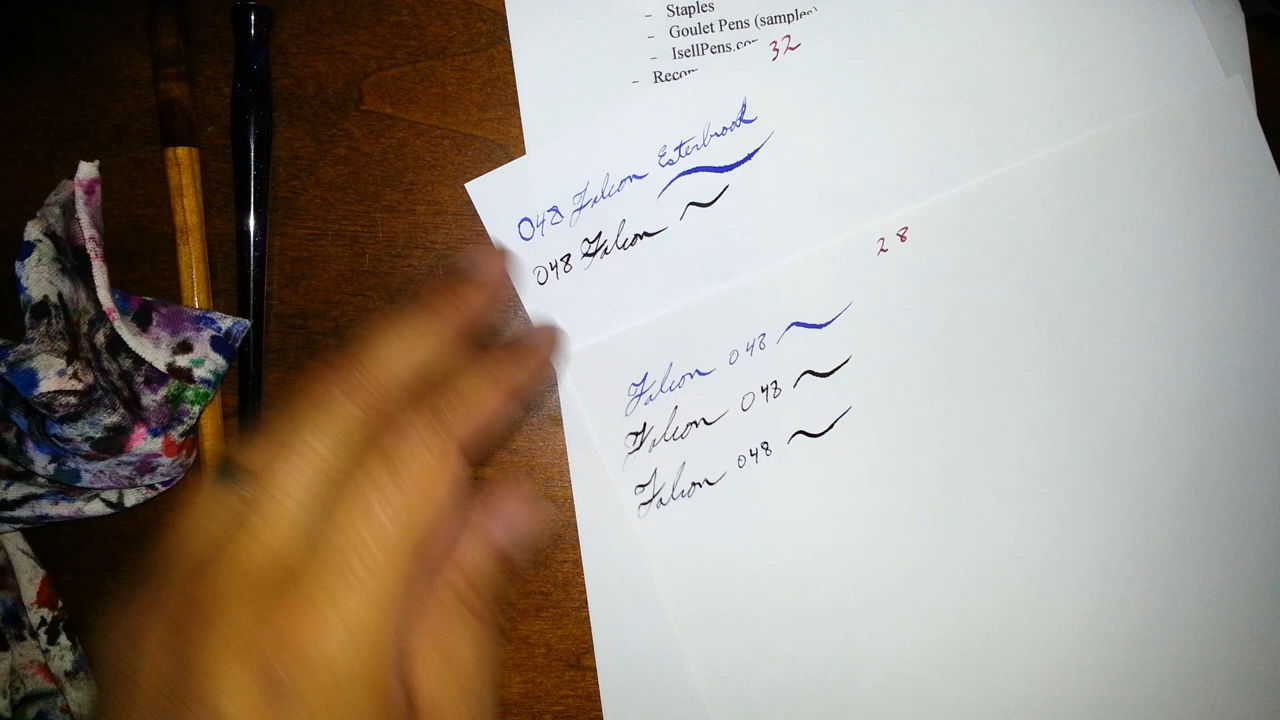 - Staples
- Goulet Pens (samples)
- IsellPens.co
- Recom
32
048 Falcon Esterbrook
048 Falcon
28
Falcon 048
Falcon 048
Falcon 048